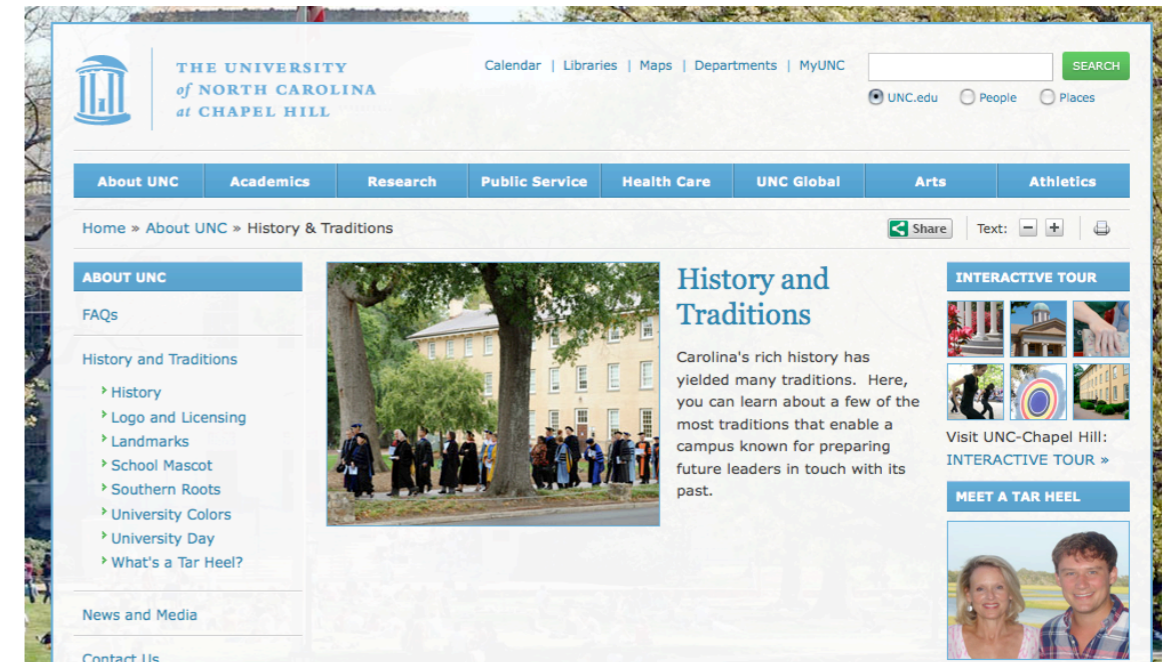 THE UNIVERSITY
of NORTH CAROLINA
at CHAPEL HILL
Calendar | Libraries | Maps | Departments | MyUNC
SEARCH
UNC.edu People Places
About UNC Academics Research Public Service Health Care UNC Global Arts Athletics
Home » About UNC » History & Traditions
Share Text: - +
ABOUT UNC
FAQs
History and Traditions
History
Logo and Licensing
Landmarks
School Mascot
Southern Roots
University Colors
University Day
What's a Tar Heel?
News and Media
Contact Us
History and
Traditions
Carolina's rich history has
yielded many traditions. Here,
you can learn about a few of the
most traditions that enable a
campus known for preparing
future leaders in touch with its
past.
INTERACTIVE TOUR
Visit UNC-Chapel Hill:
INTERACTIVE TOUR »
MEET A TAR HEEL